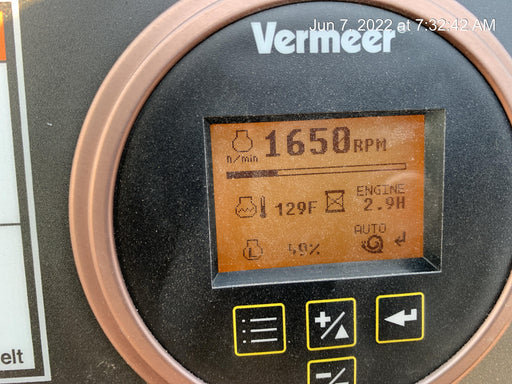 Jun 7, 2022 at 7:32:42 AM
Vermeer®
1650 RPM
n/min
ENGINE
129F 2.9H
AUTO
49%
elt